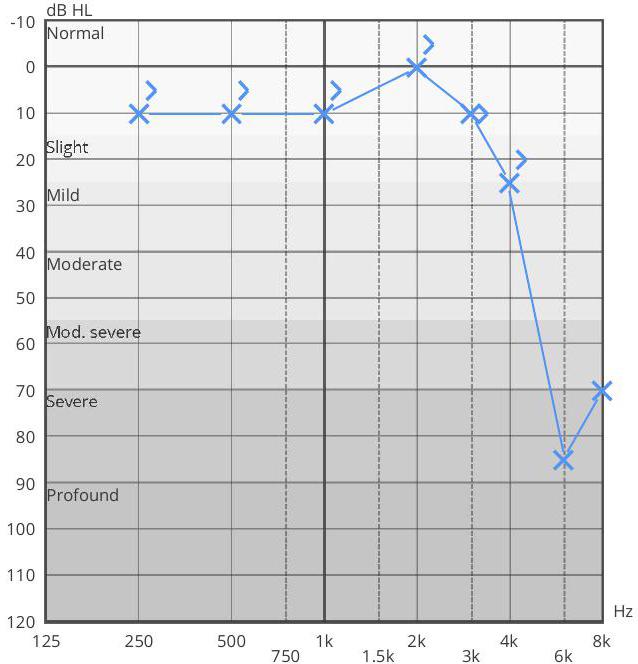 dB HL
-10
Normal
0
10
Slight
20
Mild
30
40
Moderate
50
Mod. severe
60
70
Severe
80
90
Profound
100
110
120
Hz
125 250 500 1k 2k 4k 8k
750 1.5k 3k 6k